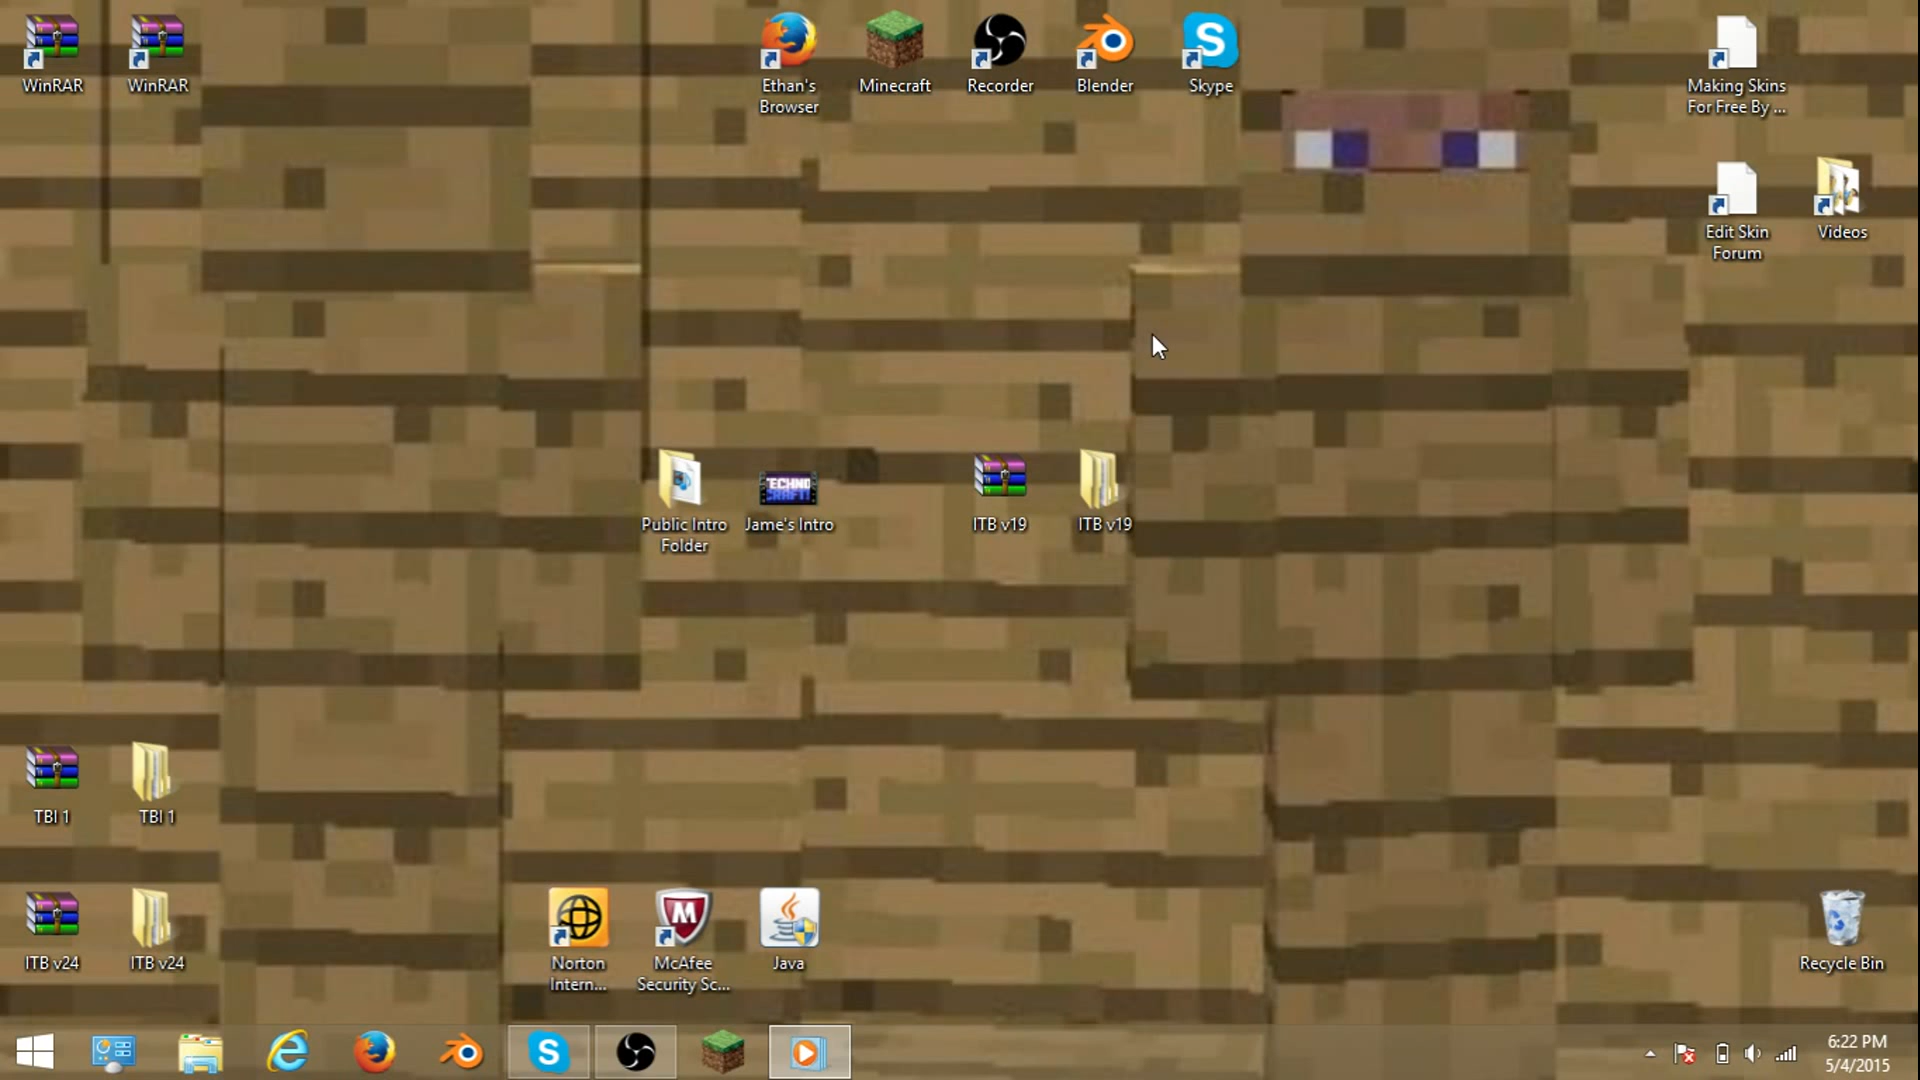 WinRAR
WinRAR
Ethan's
Browser
Minecraft
Recorder
Blender
Skype
Making Skins
For Free By ...
Edit Skin
Forum
Videos
Public Intro
Folder
TECHNO
CRAFT!
Jame's Intro
ITB v19
ITB v19
TBI 1
TBI 1
ITB v24
ITB v24
Norton
Intern...
McAfee
Security Sc...
Java
Recycle Bin
6:22 PM
5/4/2015